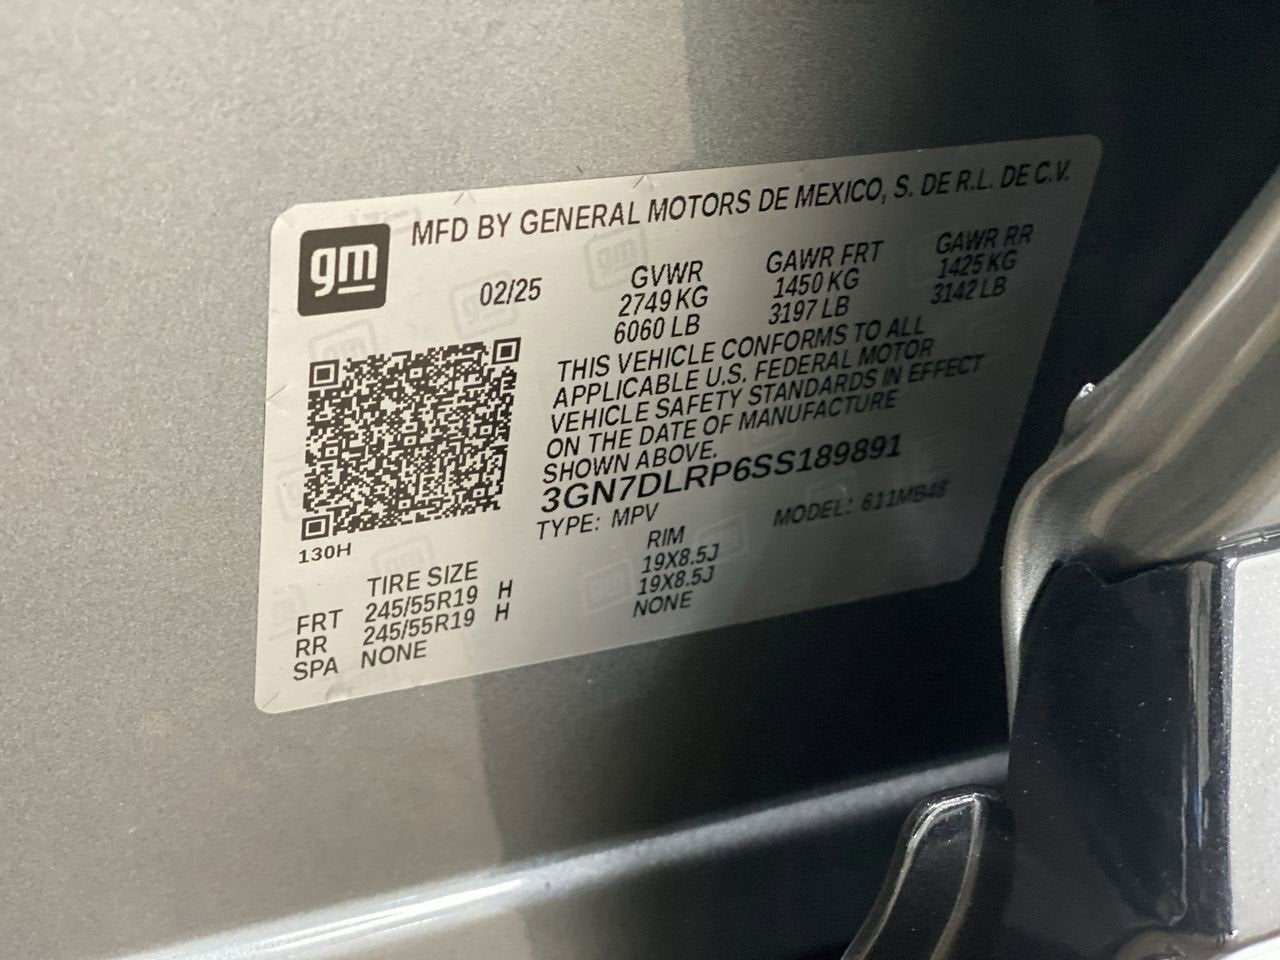 gm
MFD BY GENERAL MOTORS DE MEXICO, S. DE R.L. DE C.V.
02/25
GVWR
2749 KG
6060 LB
GAWR FRT
1450 KG
3197 LB
GAWR RR
1425 KG
3142 LB
THIS VEHICLE CONFORMS TO ALL
APPLICABLE U.S. FEDERAL MOTOR
VEHICLE SAFETY STANDARDS IN EFFECT
ON THE DATE OF MANUFACTURE
SHOWN ABOVE.
3GN7DLRP6SS189891
TYPE: MPV MODEL: 611MB48
130H
TIRE SIZE RIM
FRT 245/55R19 H 19X8.5J
RR 245/55R19 H 19X8.5J
SPA NONE NONE